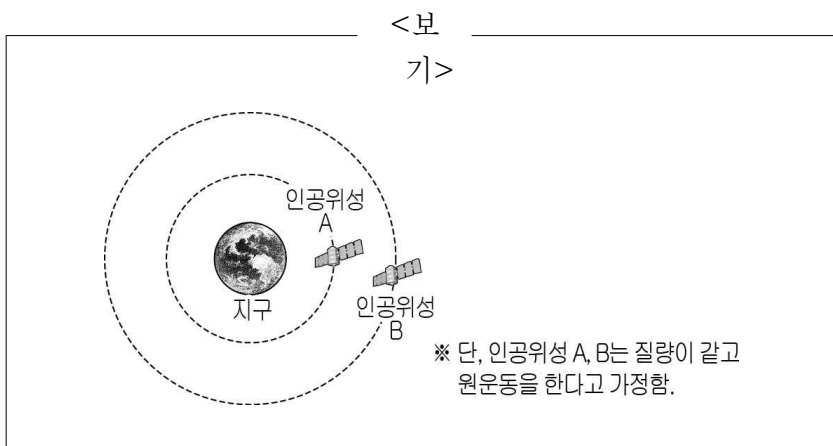 <보
기>
인공위성
A
지구
인공위성
B
※ 단, 인공위성 A, B는 질량이 같고
원운동을 한다고 가정함.